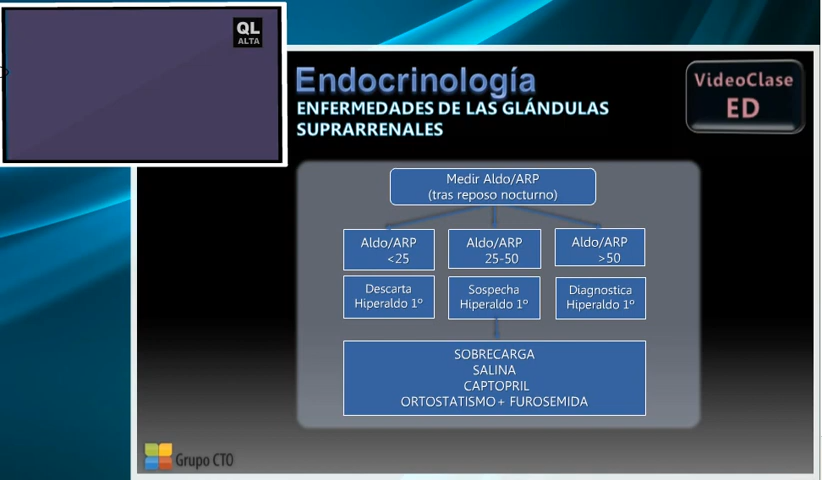 QL
ALTA
Endocrinología
ENFERMEDADES DE LAS GLÁNDULAS
SUPRARRENALES
VideoClase
ED
Medir Aldo/ARP
(tras reposo nocturno)
Aldo/ARP
<25
Aldo/ARP
25-50
Aldo/ARP
>50
Descarta
Hiperaldo 1º
Sospecha
Hiperaldo 1º
Diagnostica
Hiperaldo 1º
SOBRECARGA
SALINA
CAPTOPRIL
ORTOSTATISMO + FUROSEMIDA
Grupo CTO